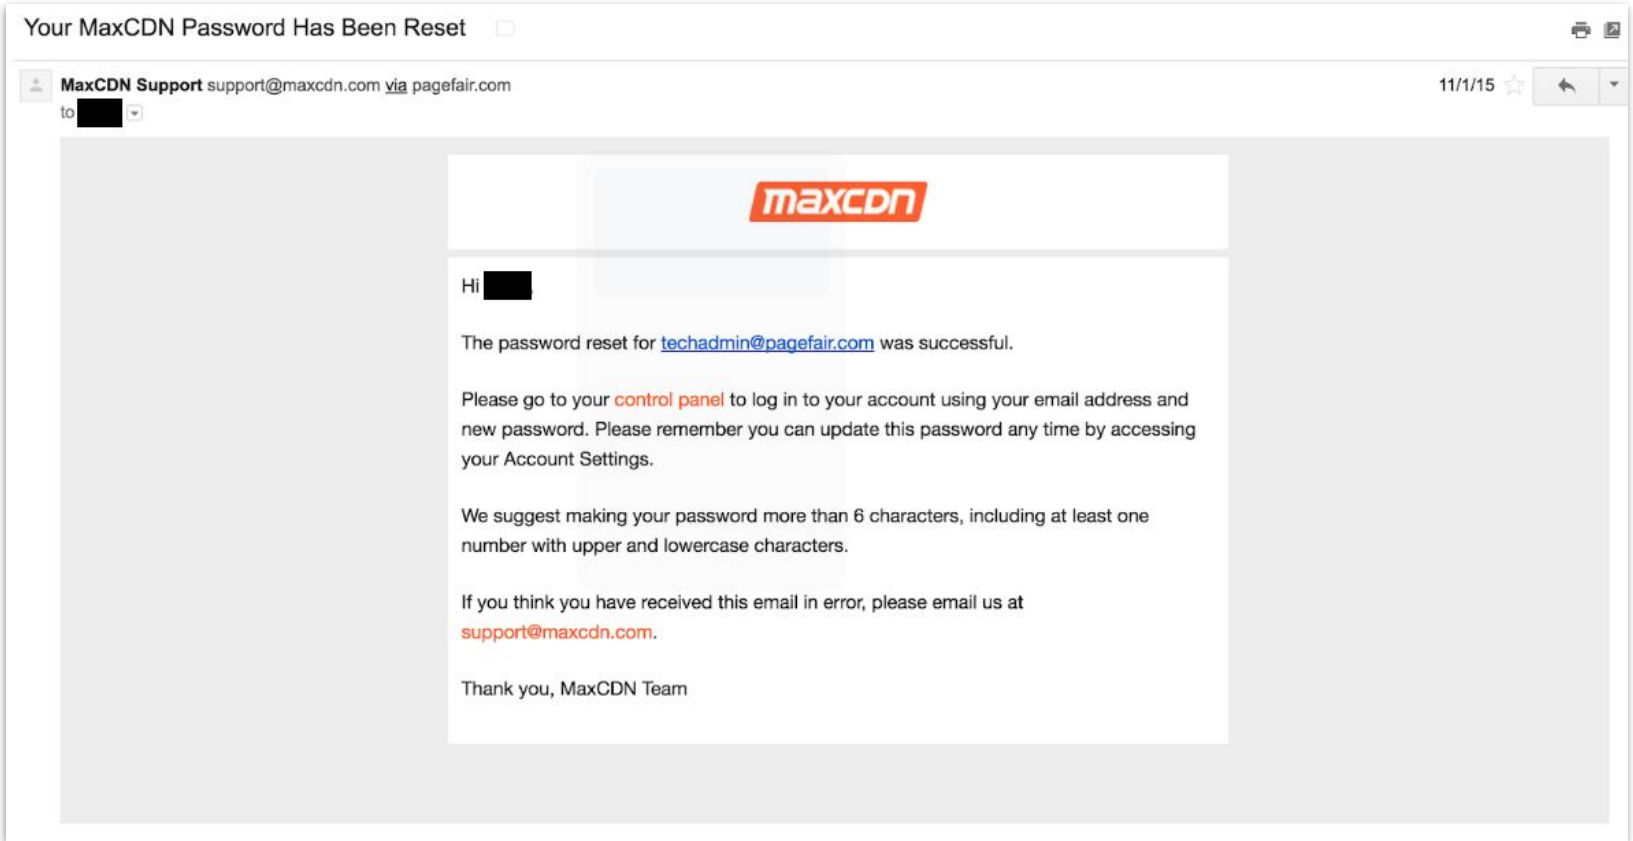 Your MaxCDN Password Has Been Reset
MaxCDN Support support@maxcdn.com via pagefair.com
11/1/15
to
maxcdn
Hi
The password reset for techadmin@pagefair.com was successful.
Please go to your control panel to log in to your account using your email address and
new password. Please remember you can update this password any time by accessing
your Account Settings.
We suggest making your password more than 6 characters, including at least one
number with upper and lowercase characters.
If you think you have received this email in error, please email us at
support@maxcdn.com.
Thank you, MaxCDN Team